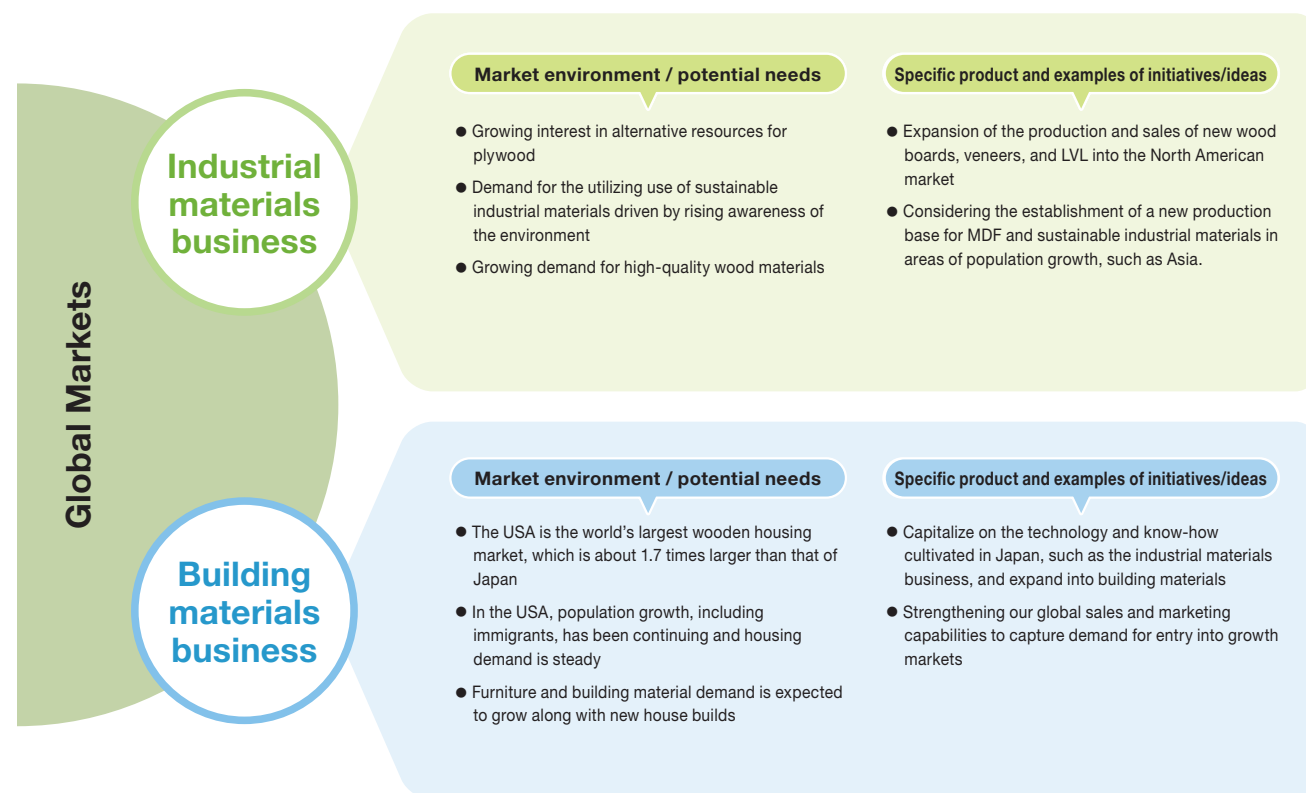 Global Markets
Industrial
materials
business
Market environment / potential needs
● Growing interest in alternative resources for
plywood
● Demand for the utilizing use of sustainable
industrial materials driven by rising awareness of
the environment
● Growing demand for high-quality wood materials
Specific product and examples of initiatives/ideas
● Expansion of the production and sales of new wood
boards, veneers, and LVL into the North American
market
● Considering the establishment of a new production
base for MDF and sustainable industrial materials in
areas of population growth, such as Asia.
Building
materials
business
Market environment / potential needs
● The USA is the world's largest wooden housing
market, which is about 1.7 times larger than that of
Japan
● In the USA, population growth, including
immigrants, has been continuing and housing
demand is steady
● Furniture and building material demand is expected
to grow along with new house builds
Specific product and examples of initiatives/ideas
● Capitalize on the technology and know-how
cultivated in Japan, such as the industrial materials
business, and expand into building materials
● Strengthening our global sales and marketing
capabilities to capture demand for entry into growth
markets